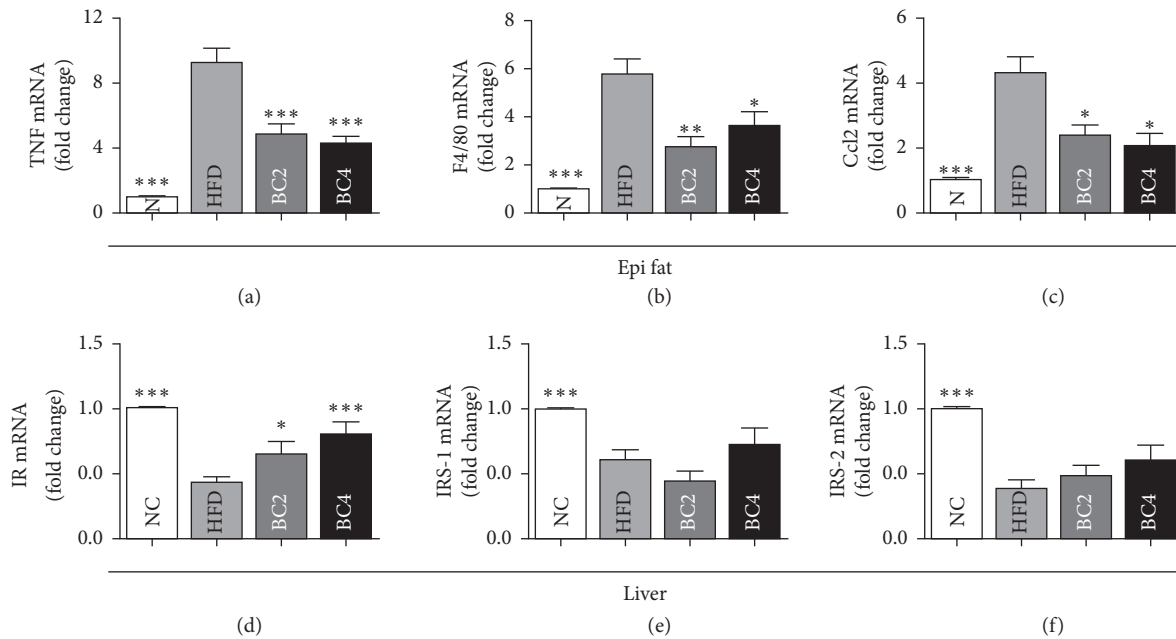 TNF mRNA
(fold change)
12
8
4
0
***
N
HFD
***
BC2
***
BC4
F4/80 mRNA
(fold change)
8
6
4
2
0
***
N
HFD
**
BC2
*
BC4
Ccl2 mRNA
(fold change)
6
4
2
0
***
N
HFD
*
BC2
*
BC4
Epi fat
(a)
(b)
(c)
IR mRNA
(fold change)
1.5
1.0
0.0
0.0
***
NC
HFD
*
BC2
***
BC4
IRS-1 mRNA
(fold change)
1.5
1.0
0.0
0.0
***
NC
HFD
BC2
BC4
IRS-2 mRNA
(fold change)
1.5
1.0
0.0
0.0
***
NC
HFD
BC2
BC4
Liver
(d)
(e)
(f)